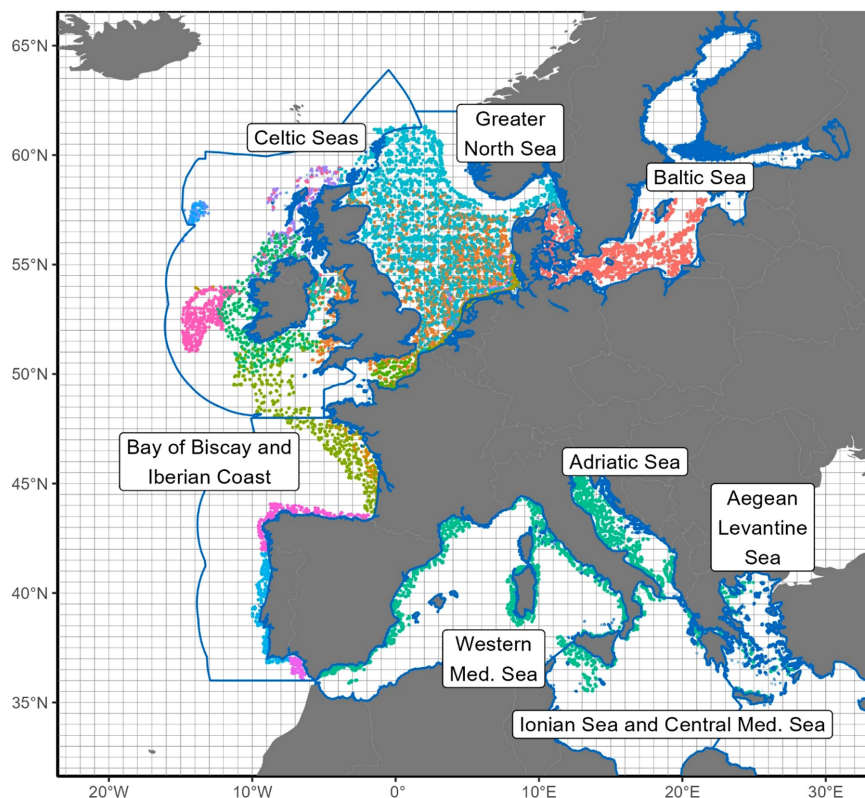 65°N
60°N
55°N
50°N
45°N
40°N
35°N
Celtic Seas
Greater
North Sea
Baltic Sea
Bay of Biscay and
Iberian Coast
Adriatic Sea
Aegean
Levantine
Sea
Western
Med. Sea
Ionian Sea and Central Med. Sea
20°W
10°W
0°E
10°E
20°E
30°E